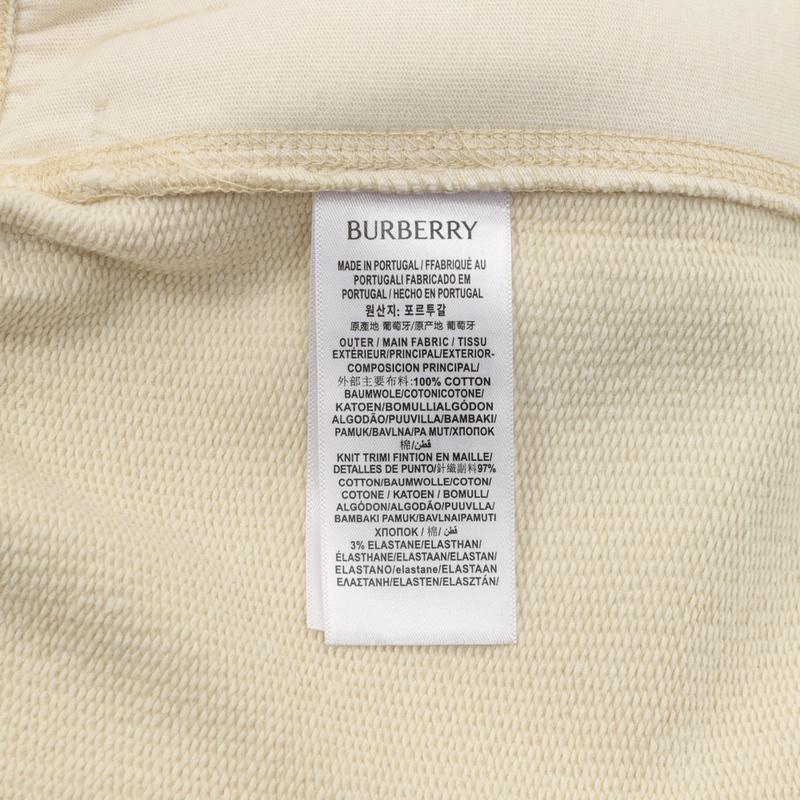 BURBERRY
MADE IN PORTUGAL / FFABRIQUÉ AU
PORTUGALI FABRICADO EM
PORTUGAL / HECHO EN PORTUGAL
원산지: 포르투갈
原產地 葡萄牙/原产地 葡萄牙
OUTER / MAIN FABRIC / TISSU
EXTÉRIEUR/PRINCIPAL/EXTERIOR-
COMPOSICION PRINCIPAL/
外部主要布料:100% COTTON
BAUMWOLE/COTONICOTONE/
KATOEN/BOMULLIALGÓDON
ALGODÃO/PUUVILLA/BAMBAKI/
PAMUK/BAVLNA/PA MUT/ХПОПОК
棉/قطن
KNIT TRIMI FINTION EN MAILLE/
DETALLES DE PUNTO/針織副料97%
COTTON/BAUMWOLLE/COTON/
COTONE / KATOEN / BOMULL/
ALGÓDON/ALGODÃO/PUUVLLA/
BAMBAKI PAMUK/BAVLNAIPAMUTI
ХПОПОК / 棉/ قطن
3% ELASTANE/ELASTHAN/
ÉLASTHANE/ELASTAAN/ELASTAN/
ELASTANO/elastane/ELASTAAN
ΕΛΑΣΤΑΝΗ/ELASTEN/ELASZTÁN/